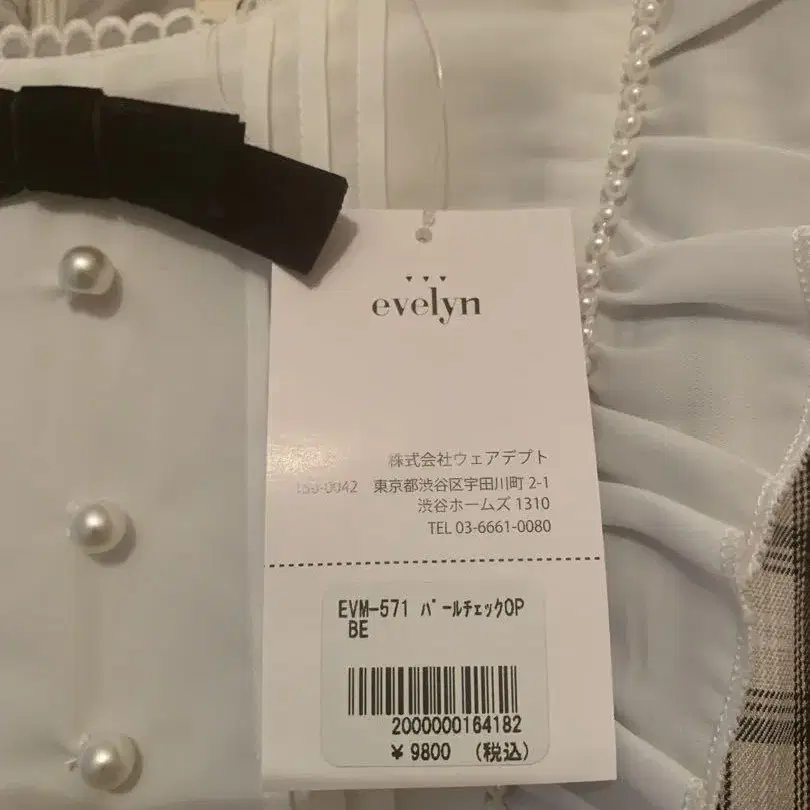 evelyn
株式会社ウェアデプト
150-0042 東京都渋谷区宇田川町 2-1
渋谷ホームズ 1310
TEL 03-6661-0080
EVM-571 パールチェックOP
BE
2000000164182
¥ 9800 (税込)